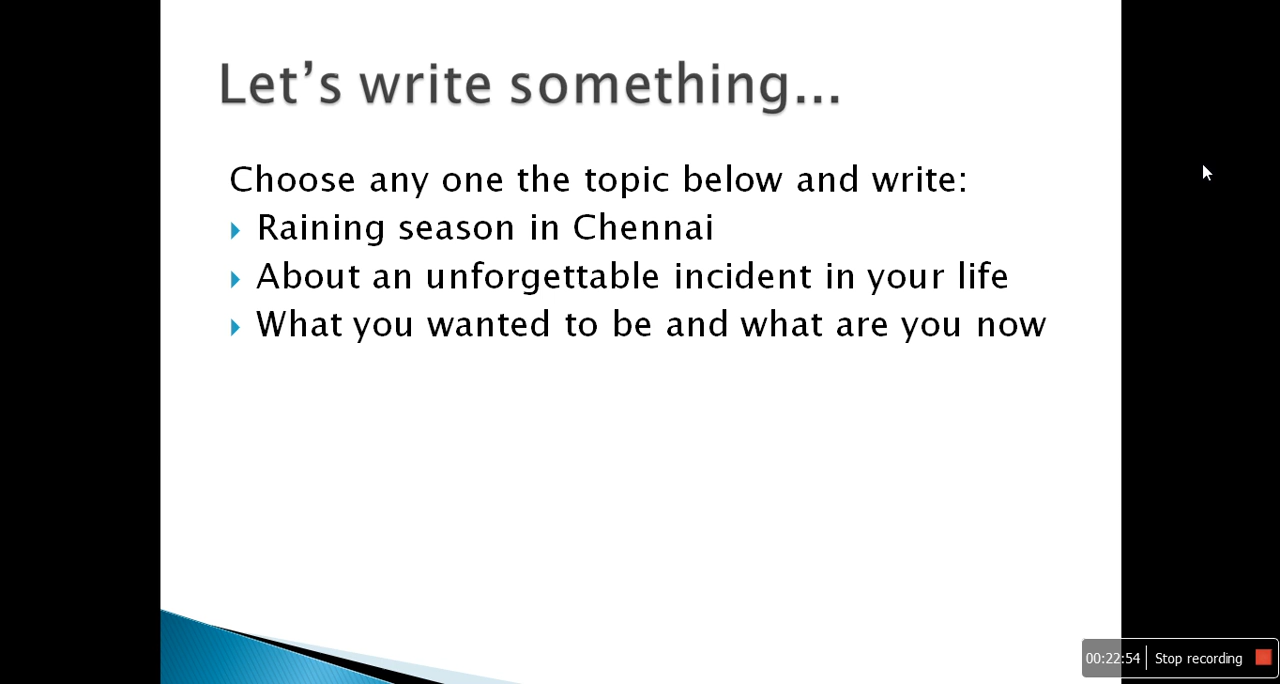 Let's write something...
Choose any one the topic below and write:
Raining season in Chennai
About an unforgettable incident in your life
What you wanted to be and what are you now
00:22:54 Stop recording